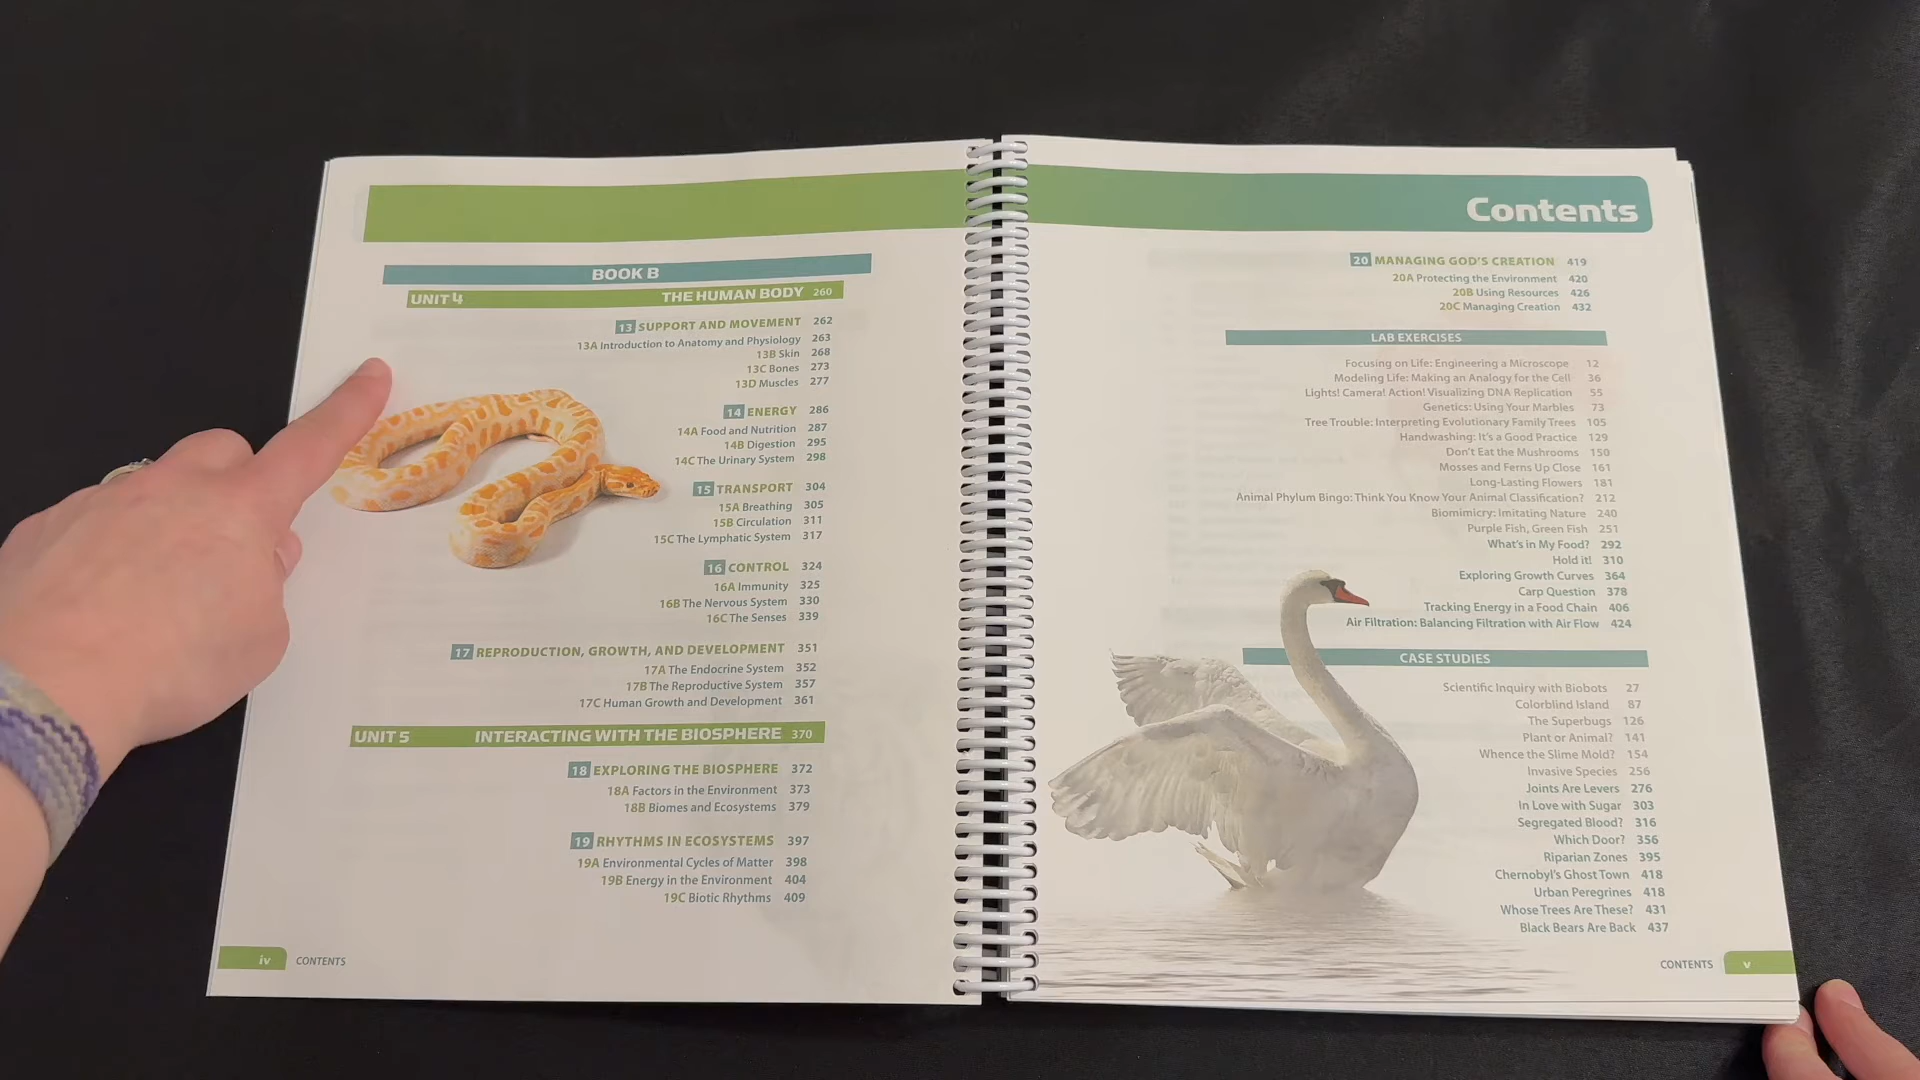 BOOK B
UNIT 4 THE HUMAN BODY 260
13 SUPPORT AND MOVEMENT 262
13A Introduction to Anatomy and Physiology 263
13B Skin 268
13C Bones 273
13D Muscles 277
14 ENERGY 286
14A Food and Nutrition 287
14B Digestion 295
14C The Urinary System 298
15 TRANSPORT 304
15A Breathing 305
15B Circulation 311
15C The Lymphatic System 317
16 CONTROL 324
16A Immunity 325
16B The Nervous System 330
16C The Senses 339
17 REPRODUCTION, GROWTH, AND DEVELOPMENT 351
17A The Endocrine System 352
17B The Reproductive System 357
17C Human Growth and Development 361
UNIT 5 INTERACTING WITH THE BIOSPHERE 370
18 EXPLORING THE BIOSPHERE 372
18A Factors in the Environment 373
18B Biomes and Ecosystems 379
19 RHYTHMS IN ECOSYSTEMS 397
19A Environmental Cycles of Matter 398
19B Energy in the Environment 404
19C Biotic Rhythms 409
iv CONTENTS
Contents
20 MANAGING GOD'S CREATION 419
20A Protecting the Environment 420
20B Using Resources 426
20C Managing Creation 432
LAB EXERCISES
Focusing on Life: Engineering a Microscope 12
Modeling Life: Making an Analogy for the Cell 36
Lights! Camera! Action! Visualizing DNA Replication 55
Genetics: Using Your Marbles 73
Tree Trouble: Interpreting Evolutionary Family Trees 105
Handwashing: It's a Good Practice 129
Don't Eat the Mushrooms 150
Mosses and Ferns Up Close 161
Long-Lasting Flowers 181
Animal Phylum Bingo: Think You Know Your Animal Classification? 212
Biomimicry: Imitating Nature 240
Purple Fish, Green Fish 251
What's in My Food? 292
Hold it! 310
Exploring Growth Curves 364
Carp Question 378
Tracking Energy in a Food Chain 406
Air Filtration: Balancing Filtration with Air Flow 424
CASE STUDIES
Scientific Inquiry with Biobots 27
Colorblind Island 87
The Superbugs 126
Plant or Animal? 141
Whence the Slime Mold? 154
Invasive Species 256
Joints Are Levers 276
In Love with Sugar 303
Segregated Blood? 316
Which Door? 356
Riparian Zones 395
Chernobyl's Ghost Town 418
Urban Peregrines 418
Whose Trees Are These? 431
Black Bears Are Back 437
CONTENTS v